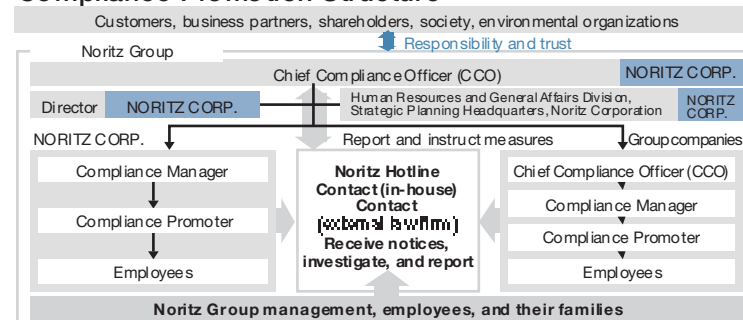 Compliance Promotion Structure
Customers, business partners, shareholders, society, environmental organizations
Responsibility and trust
Noritz Group
Chief Compliance Officer (CCO)
NORITZ CORP.
Director
NORITZ CORP.
Human Resources and General Affairs Division,
Strategic Planning Headquarters, Noritz Corporation
NORITZ
CORP.
NORITZ CORP.
Report and instruct measures
Group companies
Compliance Manager
Compliance Promoter
Employees
Noritz Hotline
Contact (in-house)
Contact
(external law firm)
Receive notices,
investigate, and report
Chief Compliance Officer (CCO)
Compliance Manager
Compliance Promoter
Employees
Noritz Group management, employees, and their families